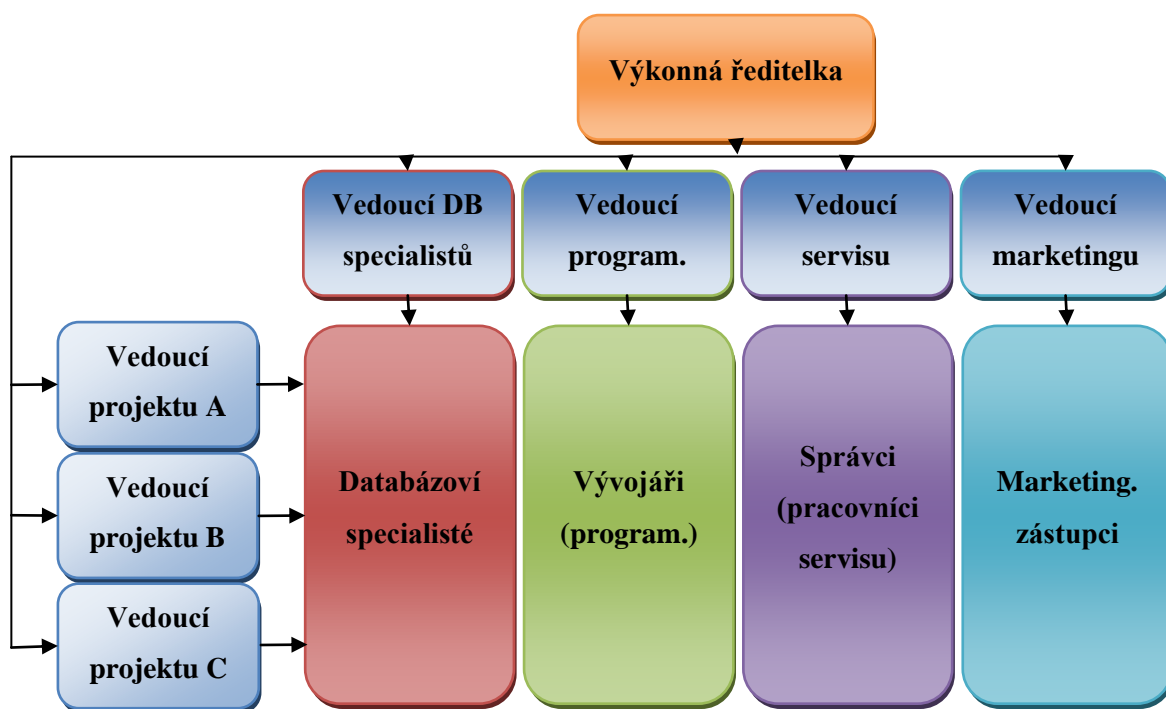 Výkonná ředitelka
Vedoucí DB
specialistů
Vedoucí
program.
Vedoucí
servisu
Vedoucí
marketingu
Vedoucí
projektu A
Vedoucí
projektu B
Vedoucí
projektu C
Databázoví
specialisté
Vývojáři
(program.)
Správci
(pracovníci
servisu)
Marketing.
zástupci